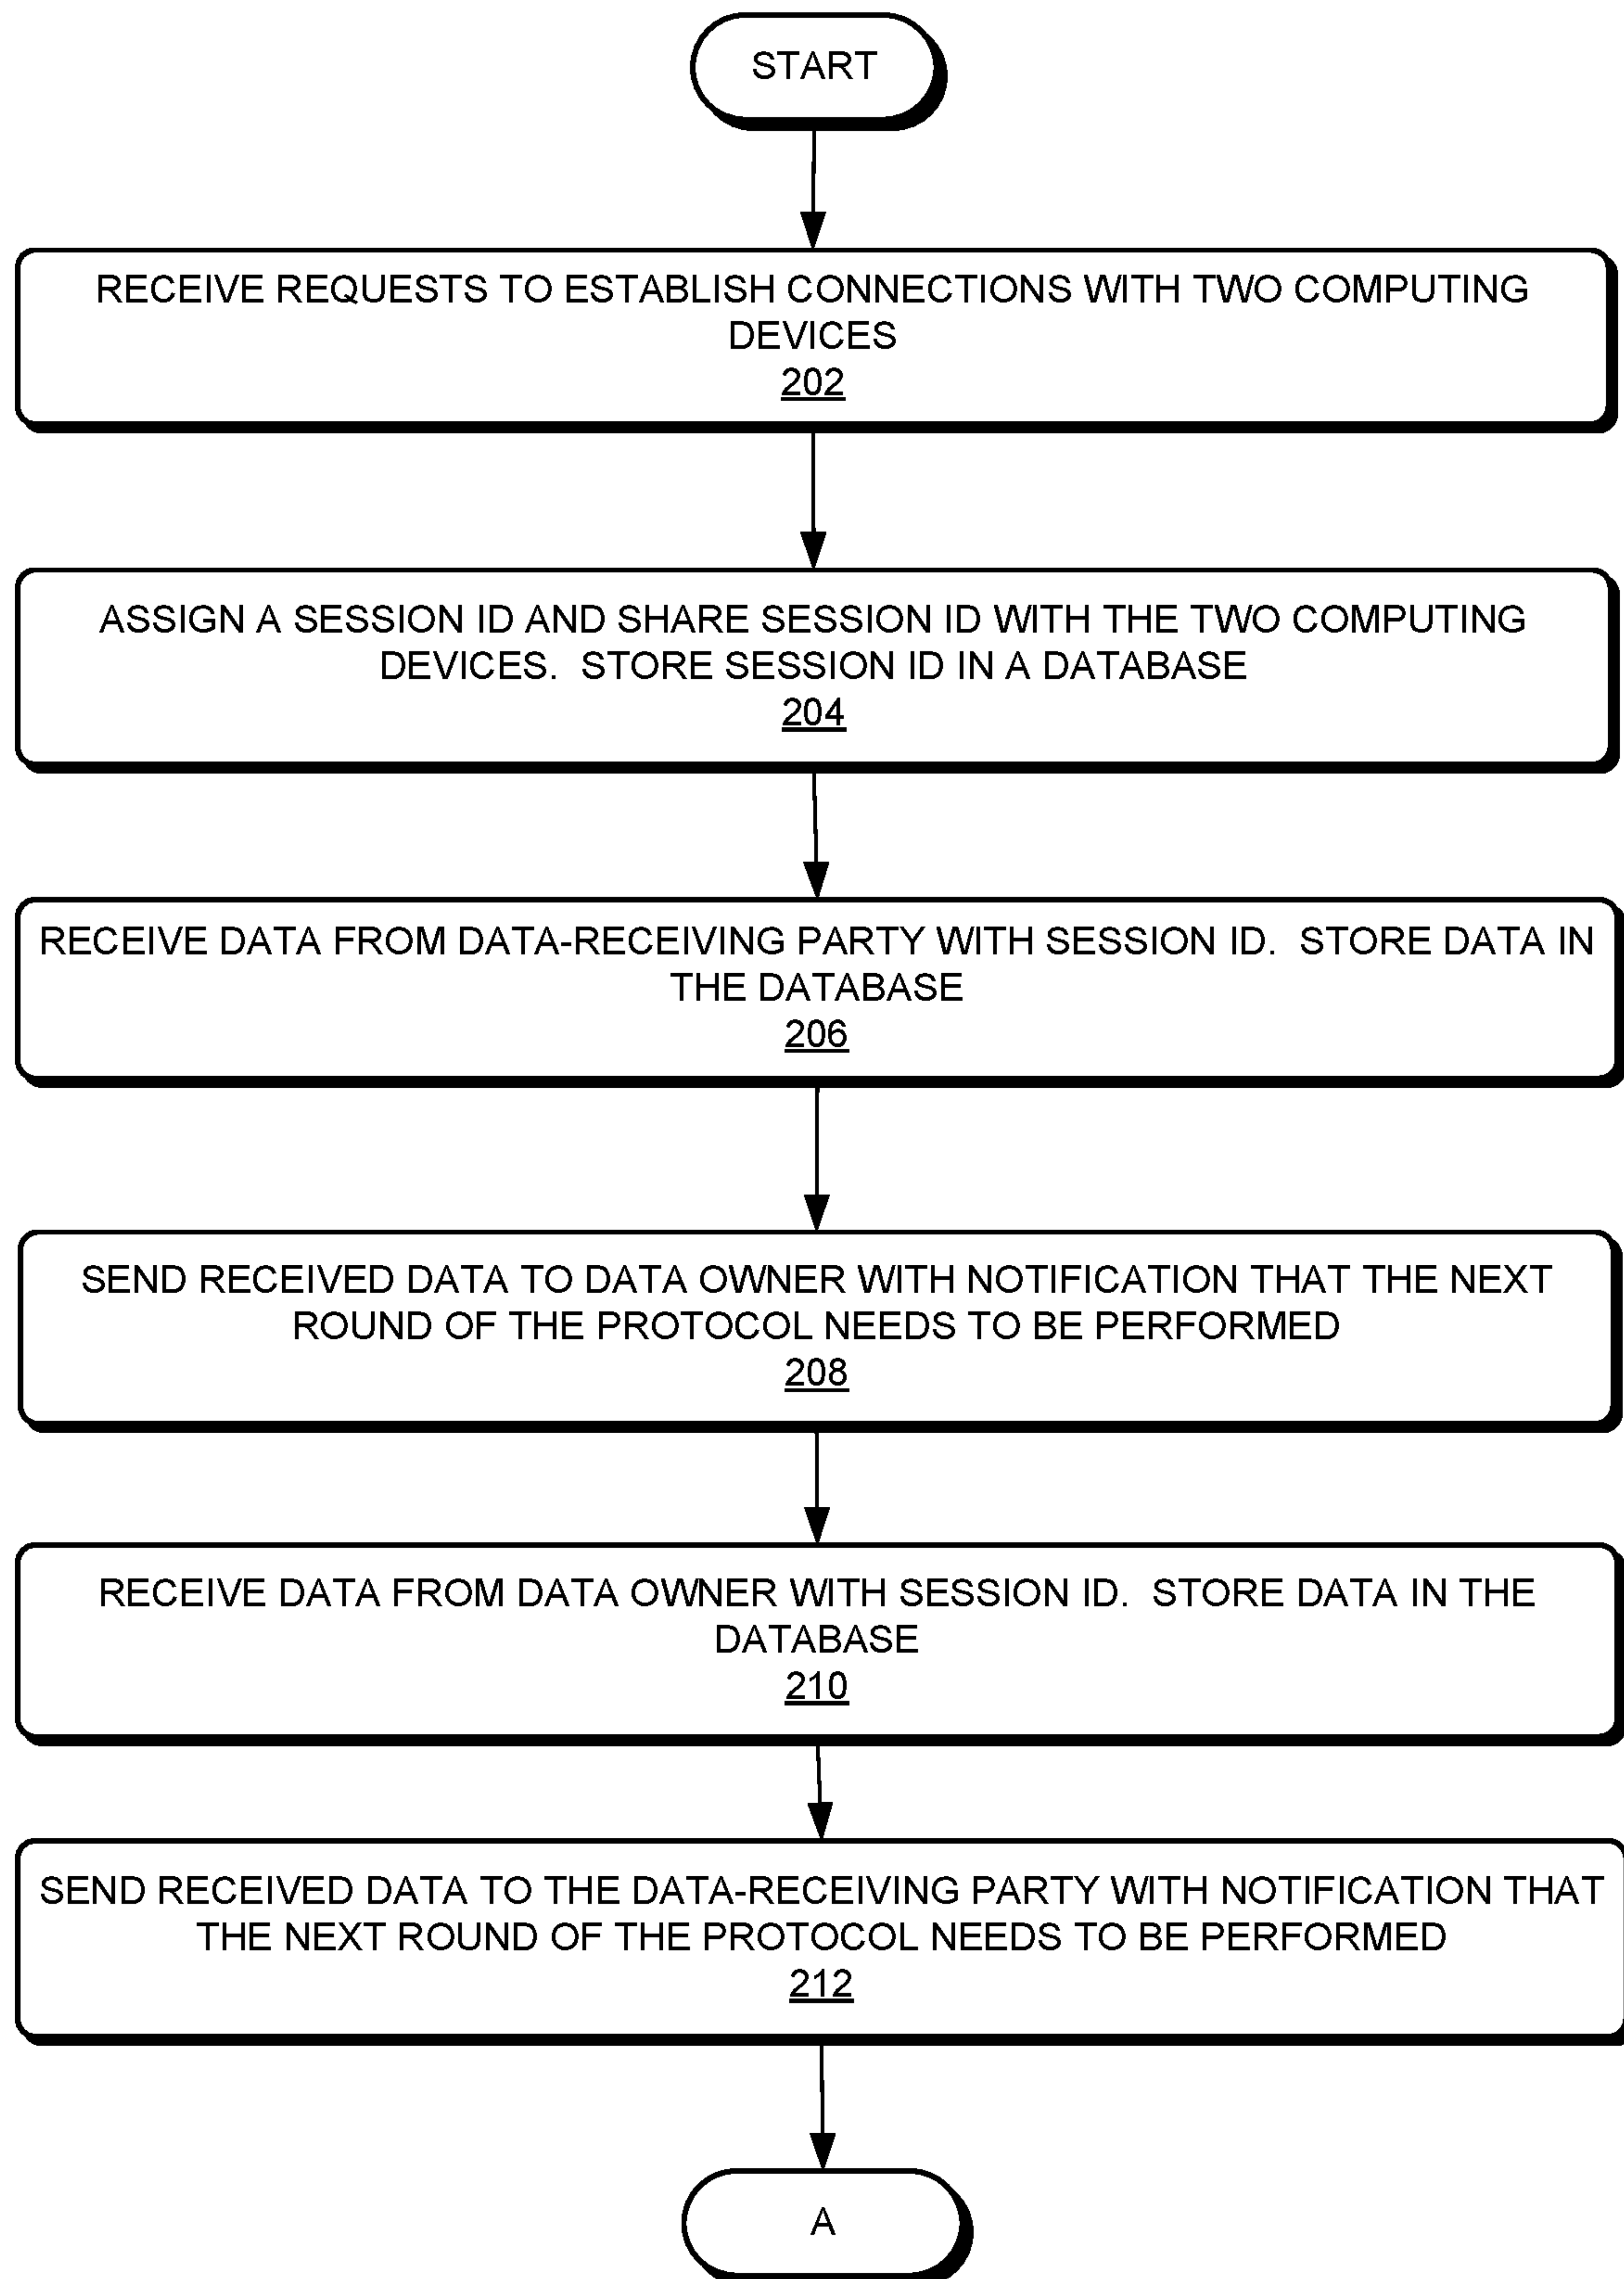 START
RECEIVE REQUESTS TO ESTABLISH CONNECTIONS WITH TWO COMPUTING
DEVICES
202
ASSIGN A SESSION ID AND SHARE SESSION ID WITH THE TWO COMPUTING
DEVICES.  STORE SESSION ID IN A DATABASE
204
RECEIVE DATA FROM DATA-RECEIVING PARTY WITH SESSION ID.  STORE DATA IN
THE DATABASE
206
SEND RECEIVED DATA TO DATA OWNER WITH NOTIFICATION THAT THE NEXT
ROUND OF THE PROTOCOL NEEDS TO BE PERFORMED
208
RECEIVE DATA FROM DATA OWNER WITH SESSION ID.  STORE DATA IN THE
DATABASE
210
SEND RECEIVED DATA TO THE DATA-RECEIVING PARTY WITH NOTIFICATION THAT
THE NEXT ROUND OF THE PROTOCOL NEEDS TO BE PERFORMED
212
A